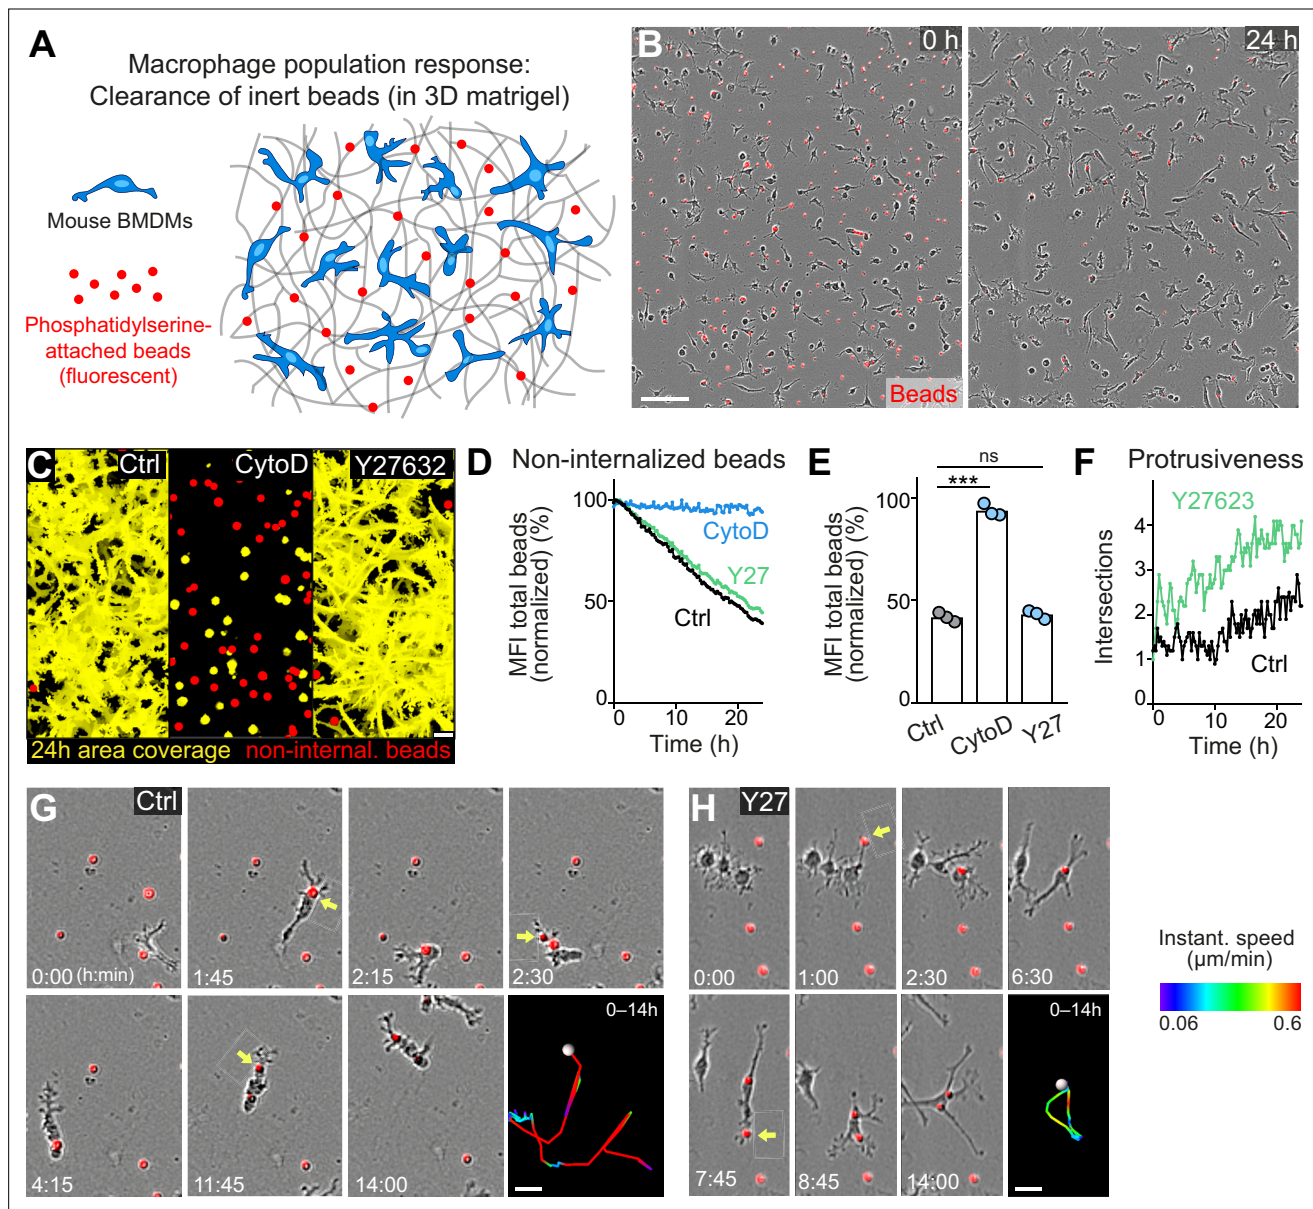 A
Macrophage population response:
Clearance of inert beads (in 3D matrigel)
Mouse BMDMs
Phosphatidylserine-
attached beads
(fluorescent)
B
0 h
24 h
Beads
C
Ctrl
CytoD
Y27632
24h area coverage
non-internal. beads
D
Non-internalized beads
MFI total beads
(normalized) (%)
100
50
0
CytoD
Y27
Ctrl
0
10
20
Time (h)
E
ns
***
MFI total beads
(normalized) (%)
100
50
0
Ctrl
CytoD
Y27
F
Protrusiveness
Y27623
Intersections
4
3
2
1
0
Ctrl
0
10
20
Time (h)
G
Ctrl
0:00 (h:min)
1:45
2:15
2:30
4:15
11:45
14:00
0–14h
H
Y27
0:00
1:00
2:30
6:30
7:45
8:45
14:00
0–14h
Instant. speed
(µm/min)
0.06
0.6